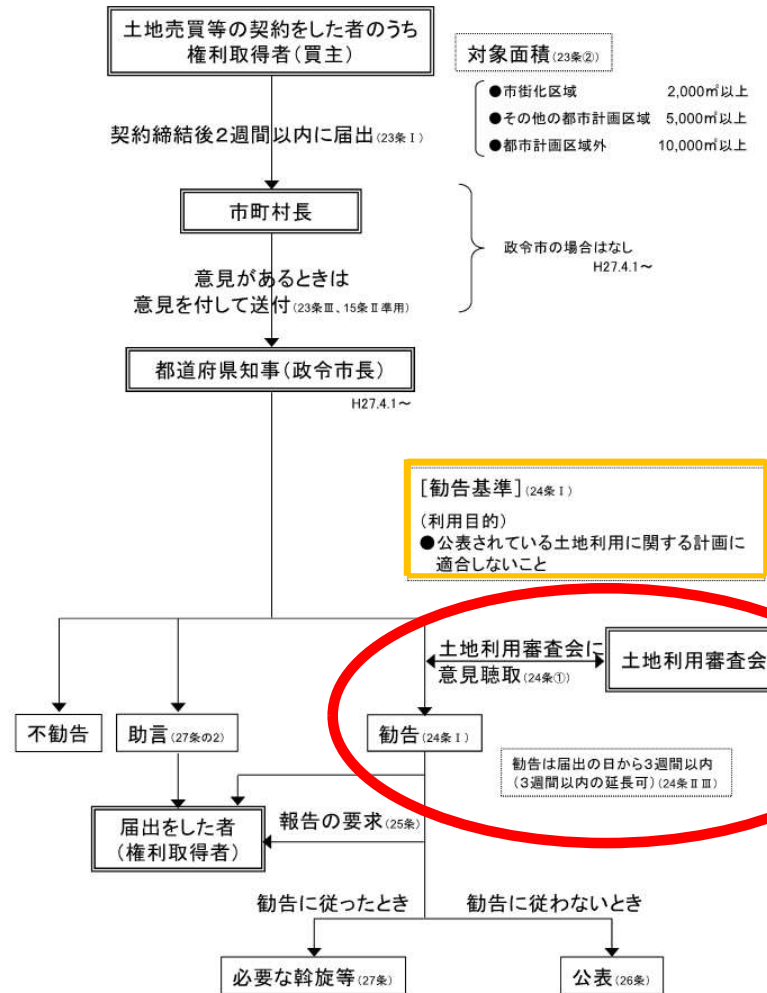 土地売買等の契約をした者のうち
権利取得者(買主)
対象面積(23条②)
●市街化区域 2,000㎡以上
●その他の都市計画区域 5,000㎡以上
●都市計画区域外 10,000㎡以上
契約締結後2週間以内に届出(23条Ⅰ)
市町村長
政令市の場合はなし
H27.4.1～
意見があるときは
意見を付して送付(23条Ⅲ、15条Ⅱ準用)
都道府県知事(政令市長)
H27.4.1～
[勧告基準](24条Ⅰ)
(利用目的)
●公表されている土地利用に関する計画に
適合しないこと
土地利用審査会に
意見聴取(24条①)
土地利用審査会
不勧告
助言(27条の2)
勧告(24条Ⅰ)
勧告は届出の日から3週間以内
(3週間以内の延長可)(24条ⅡⅢ)
届出をした者
(権利取得者)
報告の要求(25条)
勧告に従ったとき
勧告に従わないとき
必要な斡旋等(27条)
公表(26条)